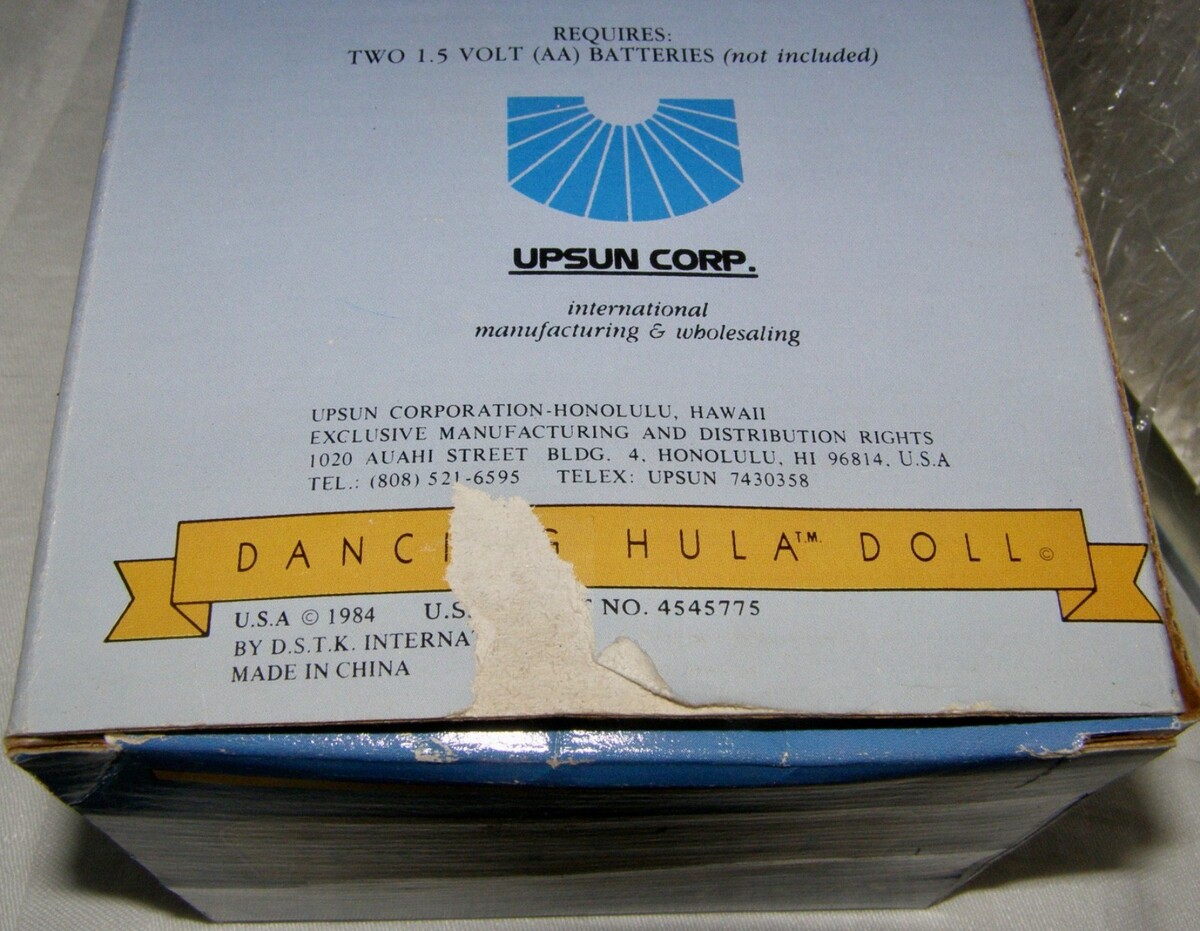 REQUIRES:
TWO 1.5 VOLT (AA) BATTERIES (not included)
UPSUN CORP.
international
manufacturing & wholesaling
UPSUN CORPORATION-HONOLULU, HAWAII
EXCLUSIVE MANUFACTURING AND DISTRIBUTION RIGHTS
1020 AUAHI STREET BLDG. 4, HONOLULU, HI 96814, U.S.A
TEL.: (808) 521-6595 TELEX: UPSUN 7430358
HULA T.M. DOLL ©
U.S.A © 1984 NO. 4545775
BY D.S.T.K.
MADE IN CHINA